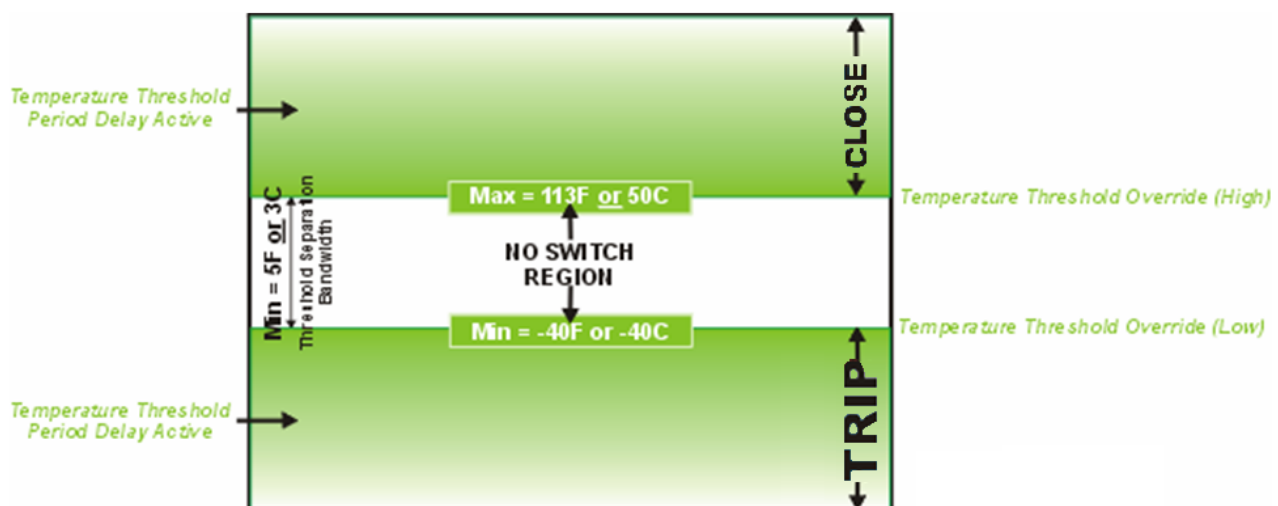 Temperature Threshold
Period Delay Active
CLOSE
Max = 113F or 50C
Temperature Threshold Override (High)
Min = 5F or 3C
Threshold Separation
Bandwidth
NO SWITCH
REGION
Min = -40F or -40C
Temperature Threshold Override (Low)
Temperature Threshold
Period Delay Active
TRIP